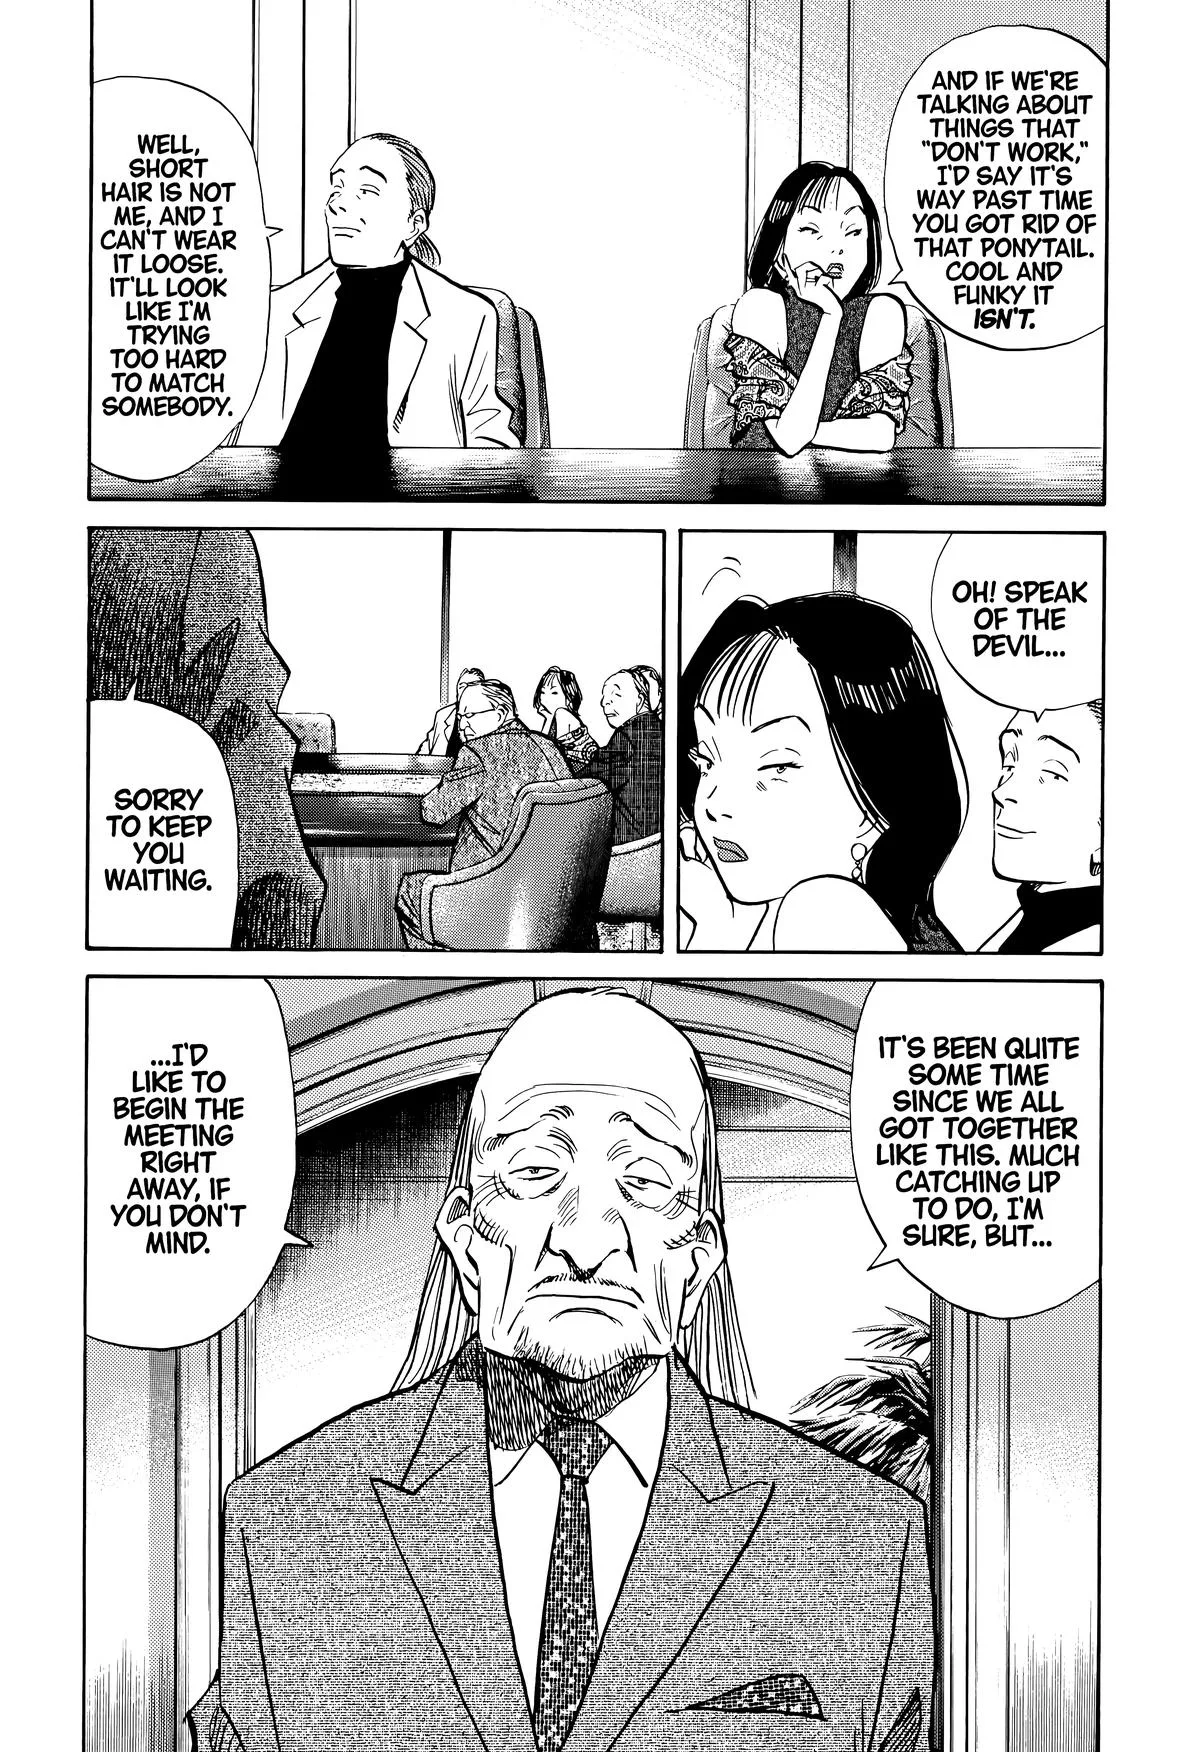 AND IF WE'RE
TALKING ABOUT
THINGS THAT
"DON'T WORK,"
I'D SAY IT'S
WAY PAST TIME
YOU GOT RID OF
THAT PONYTAIL.
COOL AND
FUNKY IT
ISN'T.
WELL,
SHORT
HAIR IS NOT
ME, AND I
CAN'T WEAR
IT LOOSE.
IT'LL LOOK
LIKE I'M
TRYING
TOO HARD
TO MATCH
SOMEBODY.
OH! SPEAK
OF THE
DEVIL...
SORRY
TO KEEP
YOU
WAITING.
IT'S BEEN QUITE
SOME TIME
SINCE WE ALL
GOT TOGETHER
LIKE THIS. MUCH
CATCHING UP
TO DO, I'M
SURE, BUT...
...I'D
LIKE TO
BEGIN THE
MEETING
RIGHT
AWAY, IF
YOU DON'T
MIND.